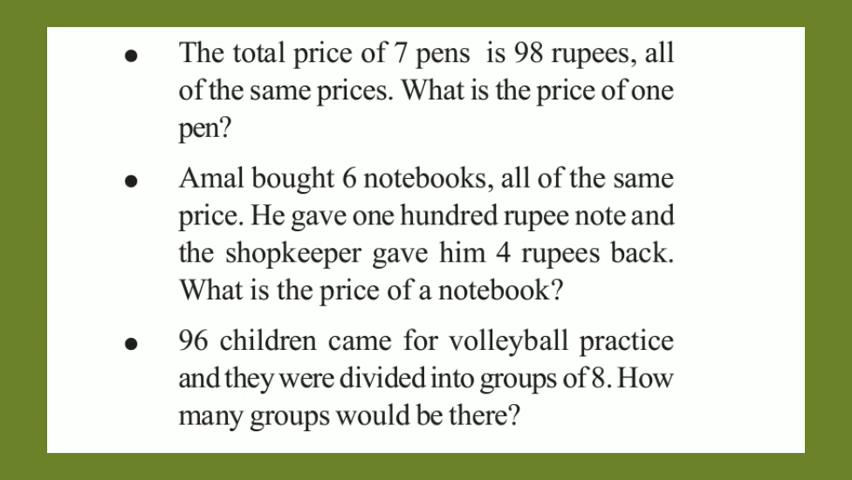 • The total price of 7 pens is 98 rupees, all
of the same prices. What is the price of one
pen?
• Amal bought 6 notebooks, all of the same
price. He gave one hundred rupee note and
the shopkeeper gave him 4 rupees back.
What is the price of a notebook?
• 96 children came for volleyball practice
and they were divided into groups of 8. How
many groups would be there?